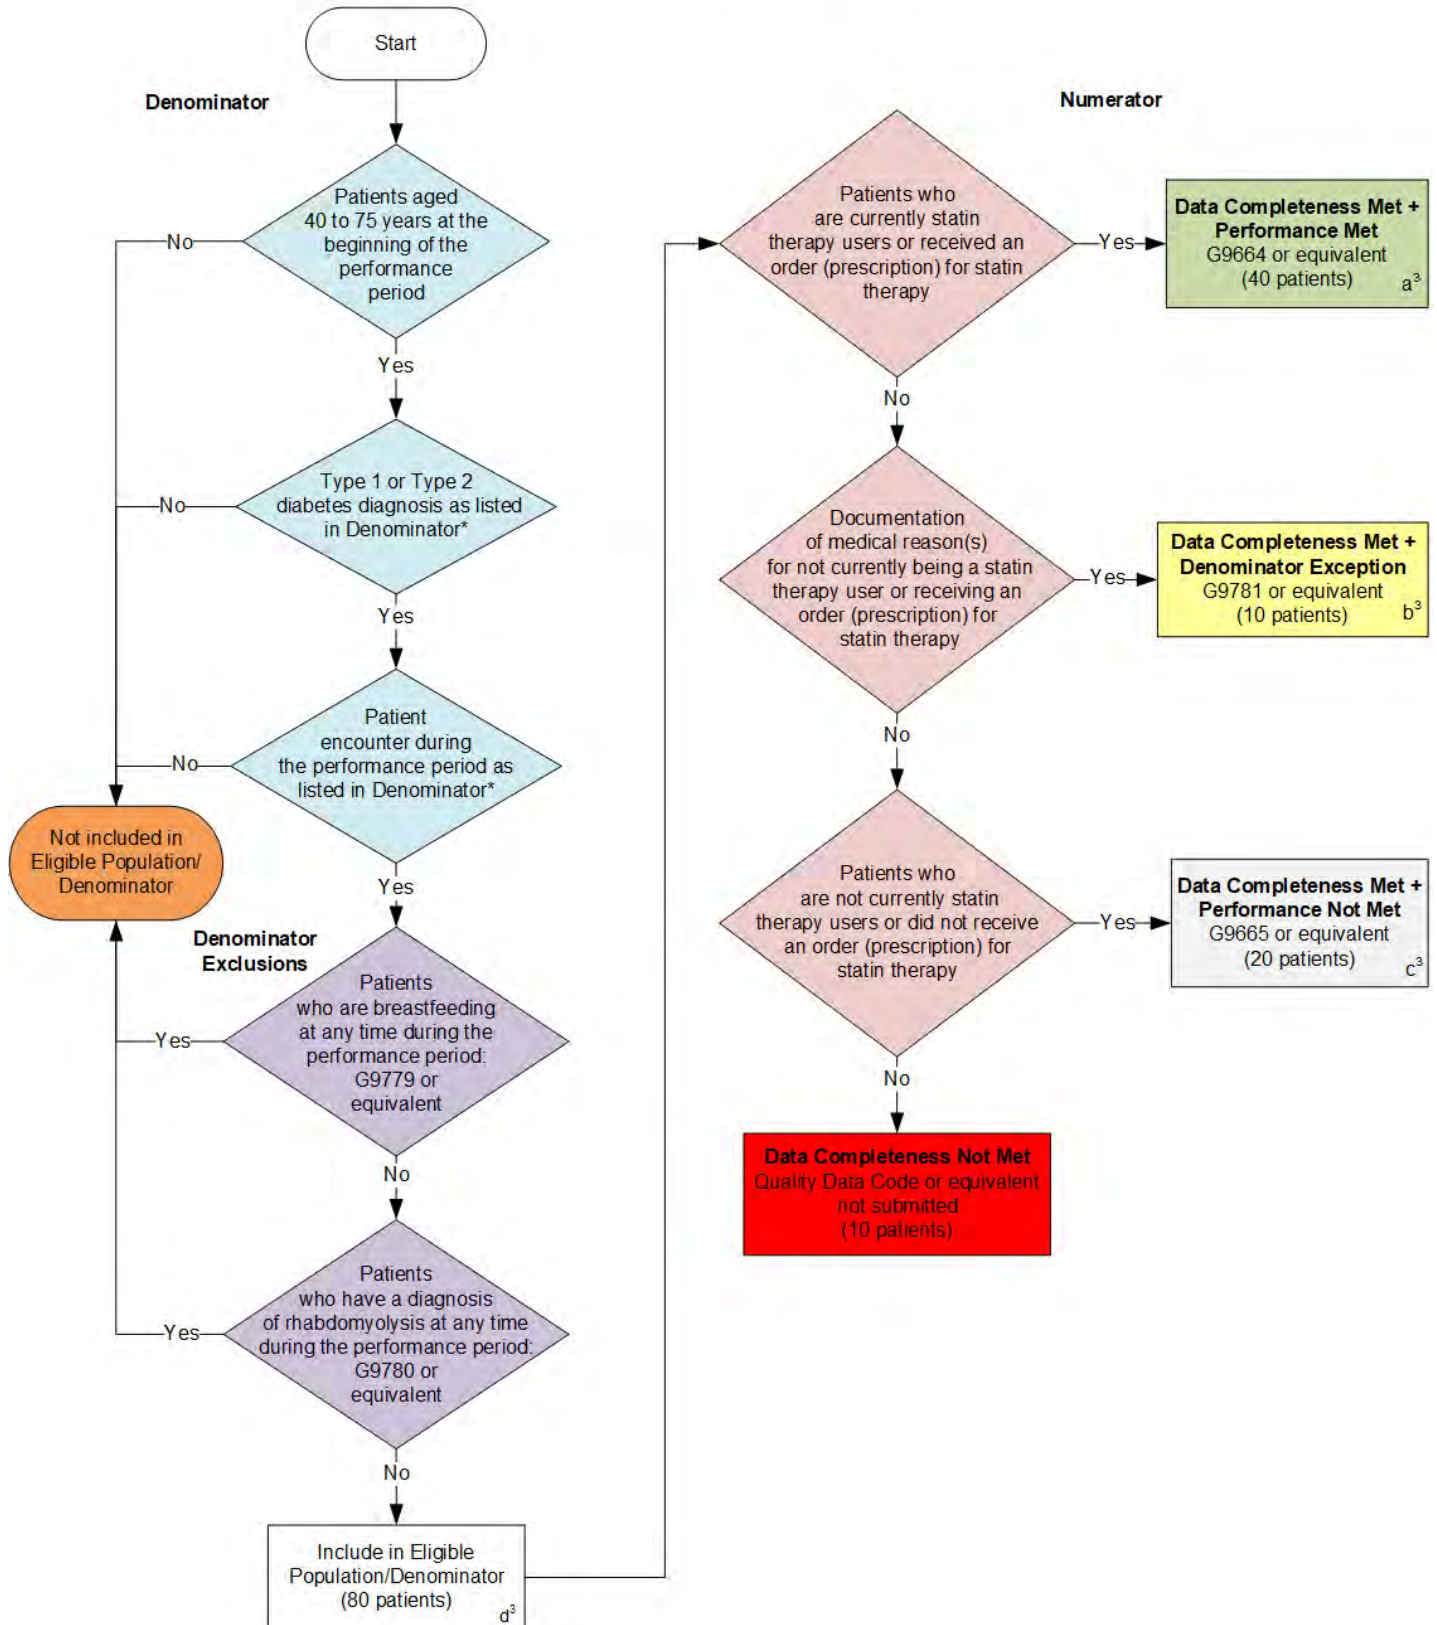 Start
Denominator
Patients aged
40 to 75 years at the
beginning of the
performance
period
No
Yes
Type 1 or Type 2
diabetes diagnosis as listed
in Denominator*
No
Yes
Patient
encounter during
the performance period as
listed in Denominator*
No
Not included in
Eligible Population/
Denominator
Yes
Denominator
Exclusions
Patients
who are breastfeeding
at any time during the
performance period:
G9779 or
equivalent
Yes
No
Patients
who have a diagnosis
of rhabdomyolysis at any time
during the performance period:
G9780 or
equivalent
Yes
No
Include in Eligible
Population/Denominator
(80 patients)
d³
Numerator
Patients who
are currently statin
therapy users or received an
order (prescription) for statin
therapy
Yes
Data Completeness Met +
Performance Met
G9664 or equivalent
(40 patients)
a³
No
Documentation
of medical reason(s)
for not currently being a statin
therapy user or receiving an
order (prescription) for
statin therapy
Yes
Data Completeness Met +
Denominator Exception
G9781 or equivalent
(10 patients)
b³
No
Patients who
are not currently statin
therapy users or did not receive
an order (prescription) for
statin therapy
Yes
Data Completeness Met +
Performance Not Met
G9665 or equivalent
(20 patients)
c³
No
Data Completeness Not Met
Quality Data Code or equivalent
not submitted
(10 patients)